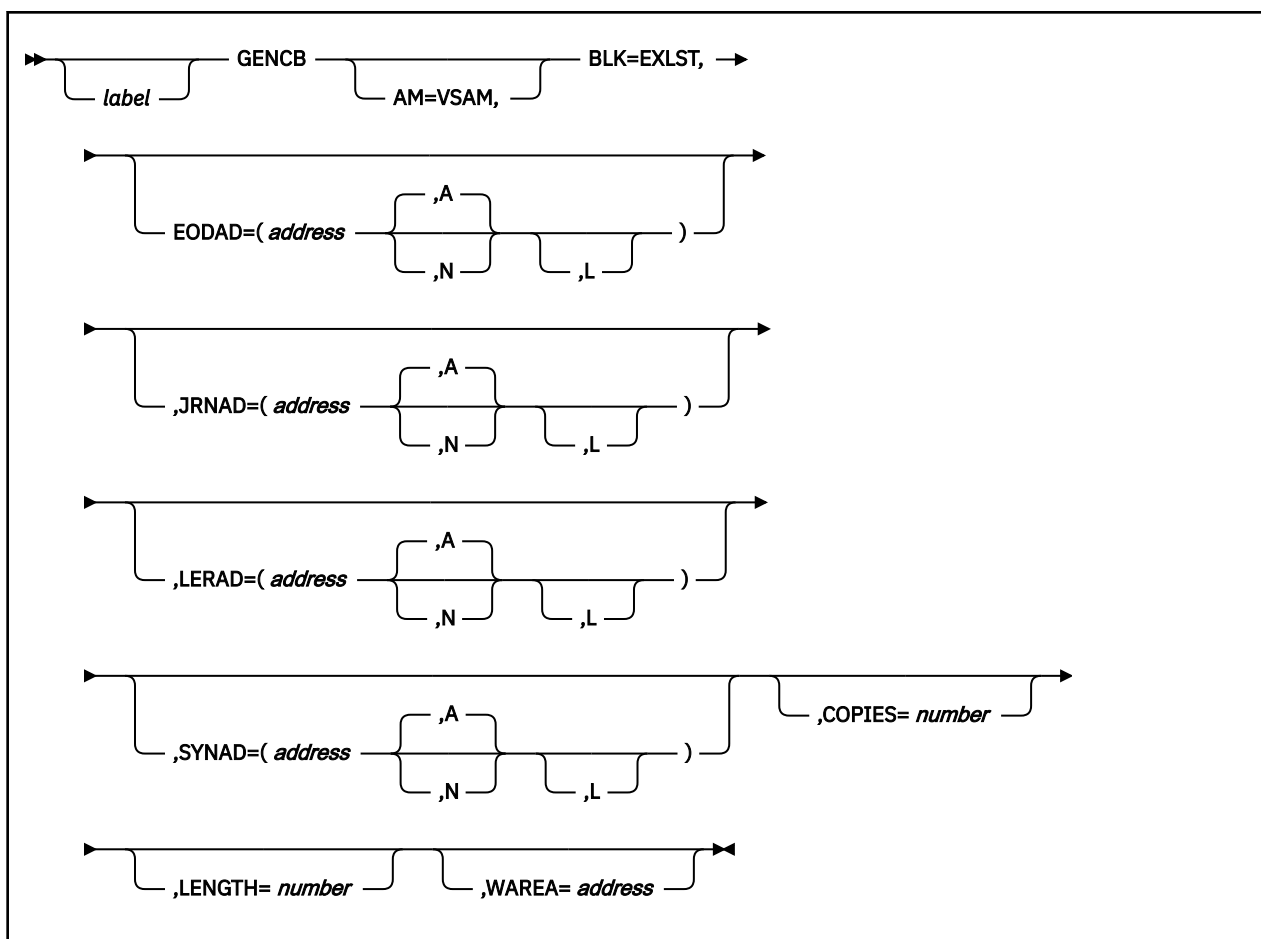 GENCB BLK=EXLST,
label AM=VSAM,
,A
EODAD=( address )
,N ,L
,A
,JRNAD=( address )
,N ,L
,A
,LERAD=( address )
,N ,L
,COPIES= number
,A
,SYNAD=( address )
,N ,L
,LENGTH= number ,WAREA= address